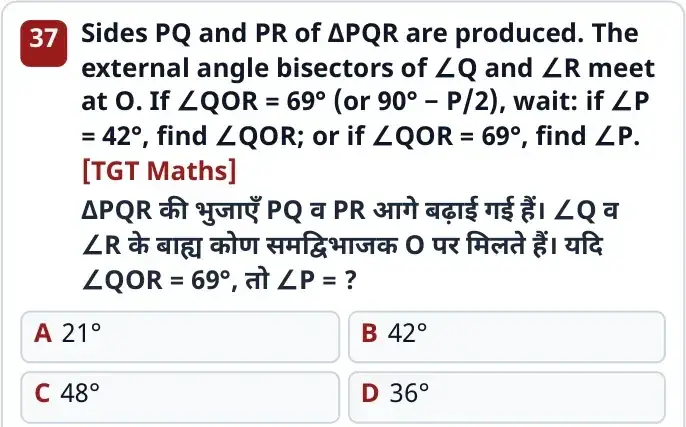 37 Sides PQ and PR of ΔPQR are produced. The
external angle bisectors of ∠Q and ∠R meet
at O. If ∠QOR = 69° (or 90° − P/2), wait: if ∠P
= 42°, find ∠QOR; or if ∠QOR = 69°, find ∠P.
[TGT Maths]
ΔPQR की भुजाएँ PQ व PR आगे बढ़ाई गई हैं। ∠Q व
∠R के बाह्य कोण समद्विभाजक O पर मिलते हैं। यदि
∠QOR = 69°, तो ∠P = ?
A 21°
B 42°
C 48°
D 36°